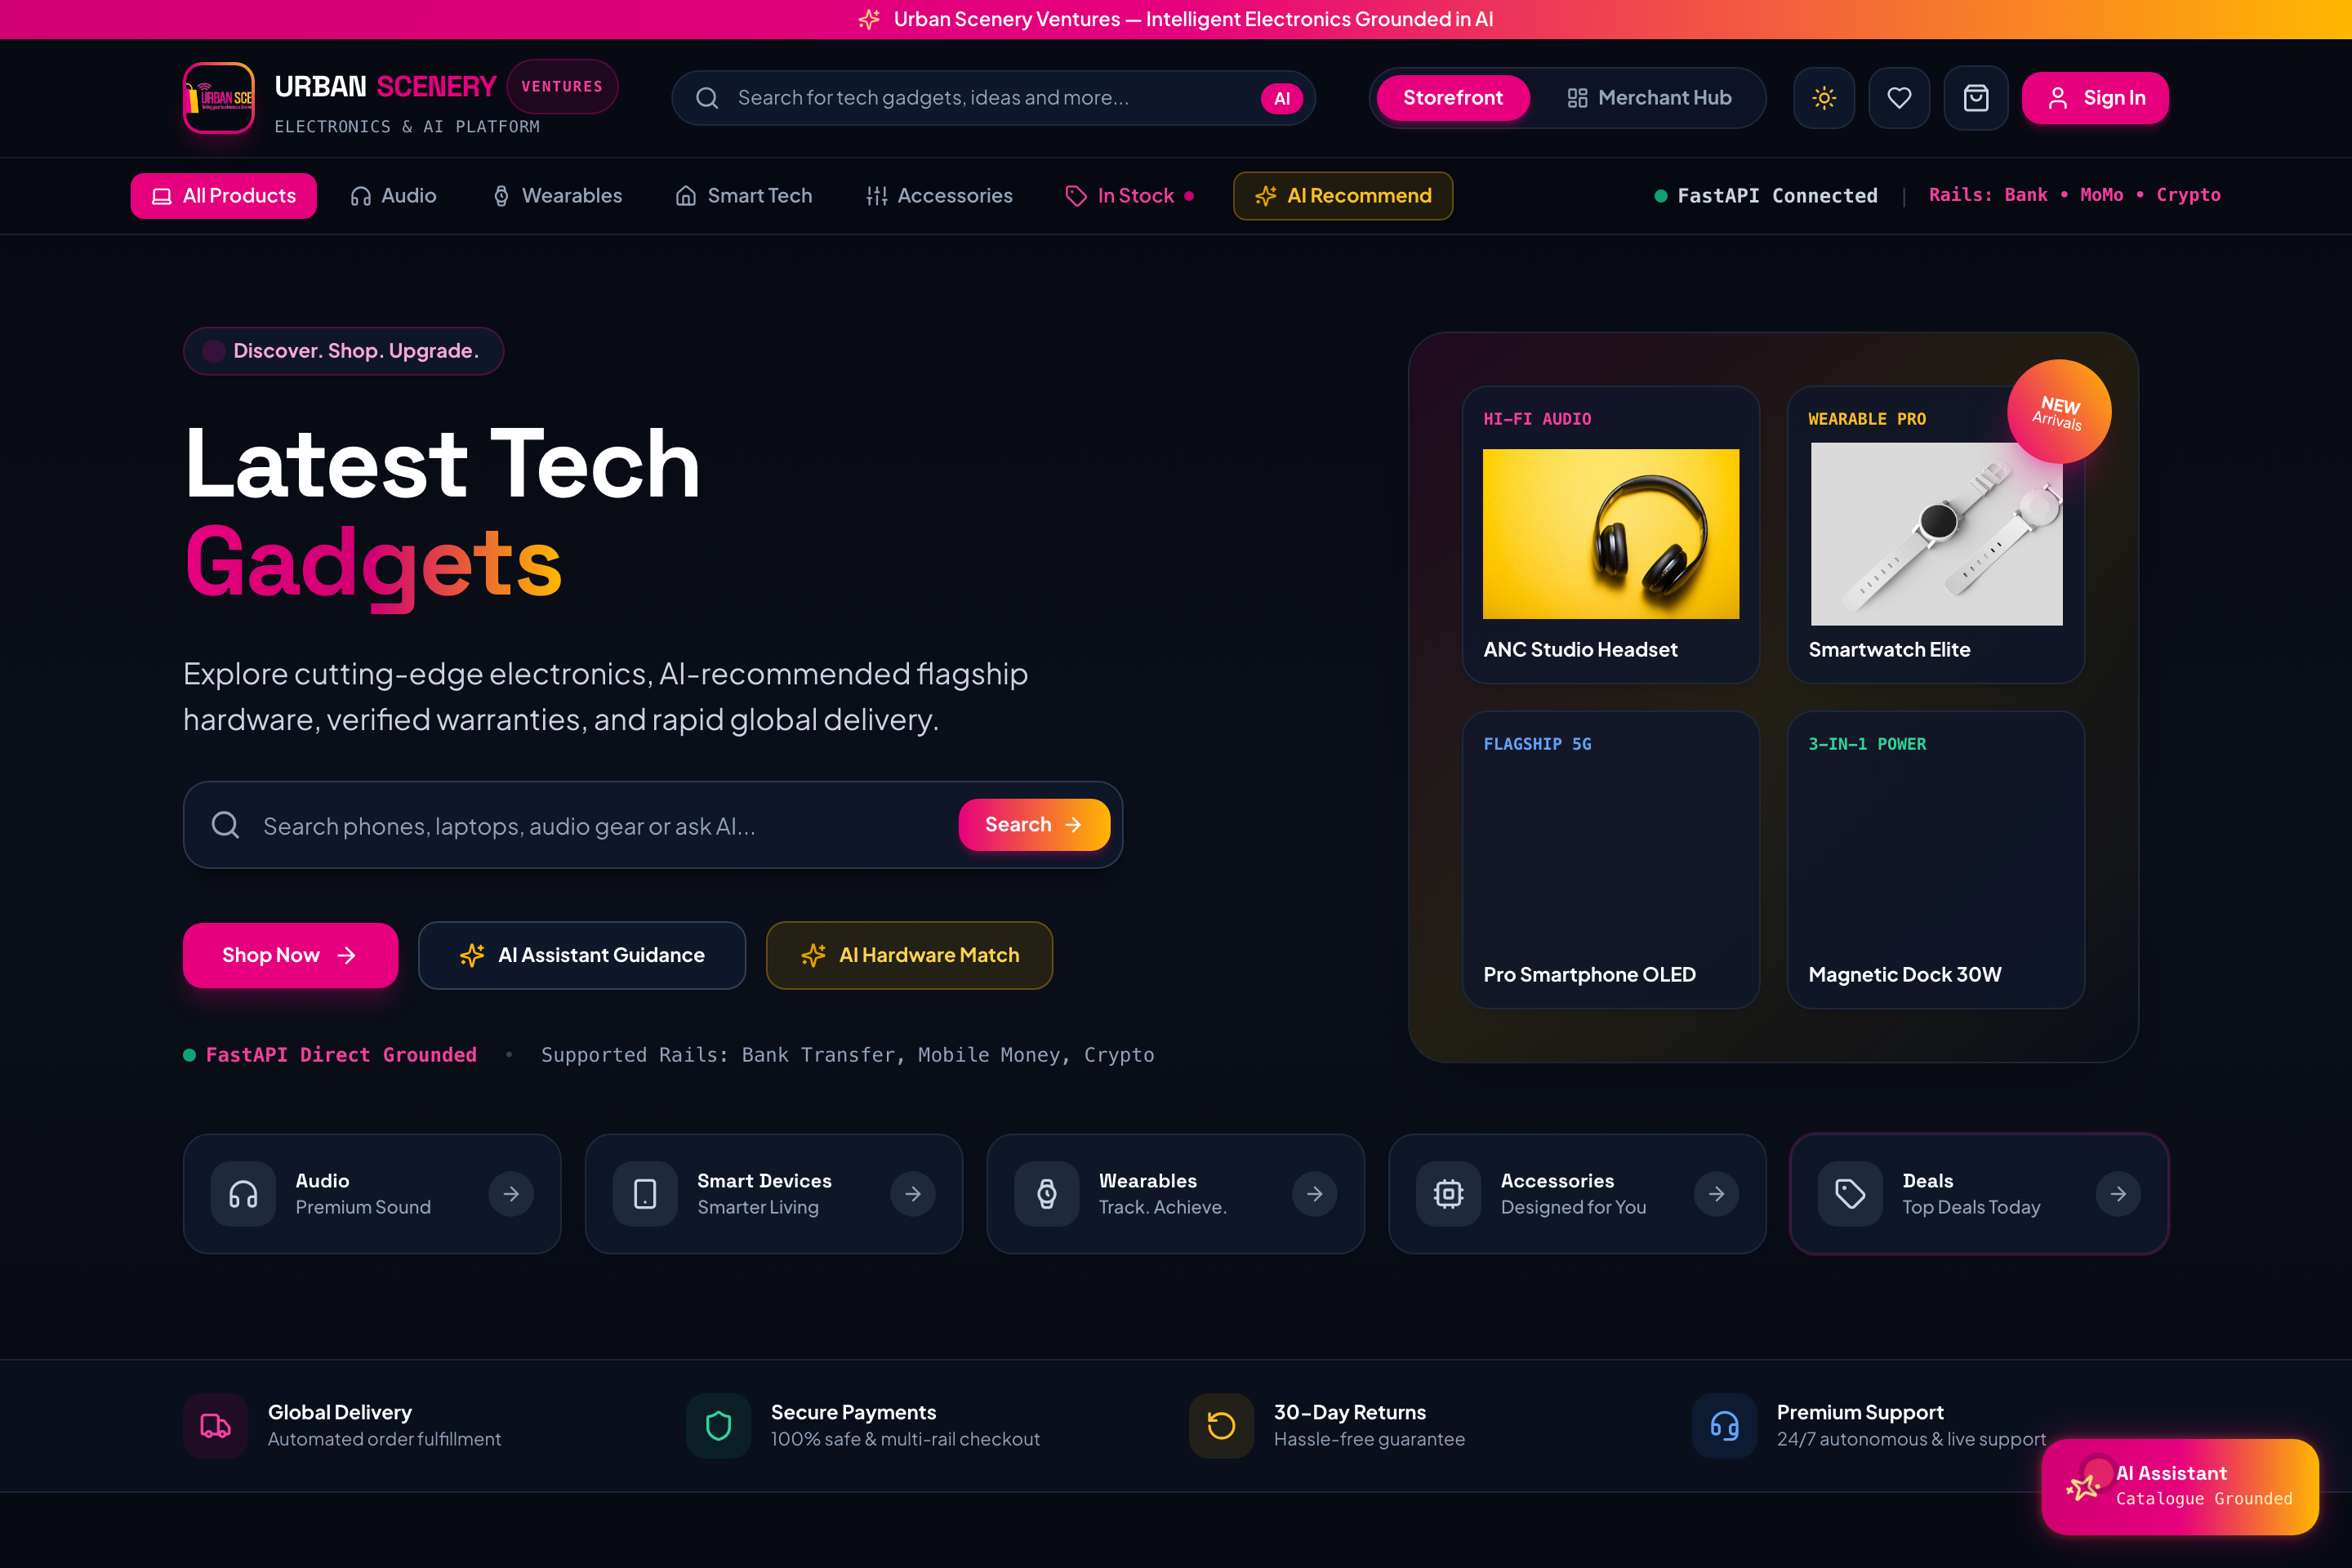 Urban Scenery Ventures — Intelligent Electronics Grounded in AI
URBAN SCENERY VENTURES
ELECTRONICS & AI PLATFORM
Search for tech gadgets, ideas and more...
AI
Storefront
Merchant Hub
Sign In
All Products
Audio
Wearables
Smart Tech
Accessories
In Stock
AI Recommend
FastAPI Connected
|
Rails: Bank • MoMo • Crypto
Discover. Shop. Upgrade.
Latest Tech
Gadgets
Explore cutting-edge electronics, AI-recommended flagship
hardware, verified warranties, and rapid global delivery.
Search phones, laptops, audio gear or ask AI...
Search
Shop Now
AI Assistant Guidance
AI Hardware Match
FastAPI Direct Grounded • Supported Rails: Bank Transfer, Mobile Money, Crypto
HI-FI AUDIO
ANC Studio Headset
WEARABLE PRO
NEW
Arrivals
Smartwatch Elite
FLAGSHIP 5G
Pro Smartphone OLED
3-IN-1 POWER
Magnetic Dock 30W
Audio
Premium Sound
Smart Devices
Smarter Living
Wearables
Track. Achieve.
Accessories
Designed for You
Deals
Top Deals Today
Global Delivery
Automated order fulfillment
Secure Payments
100% safe & multi-rail checkout
30-Day Returns
Hassle-free guarantee
Premium Support
24/7 autonomous & live support
AI Assistant
Catalogue Grounded